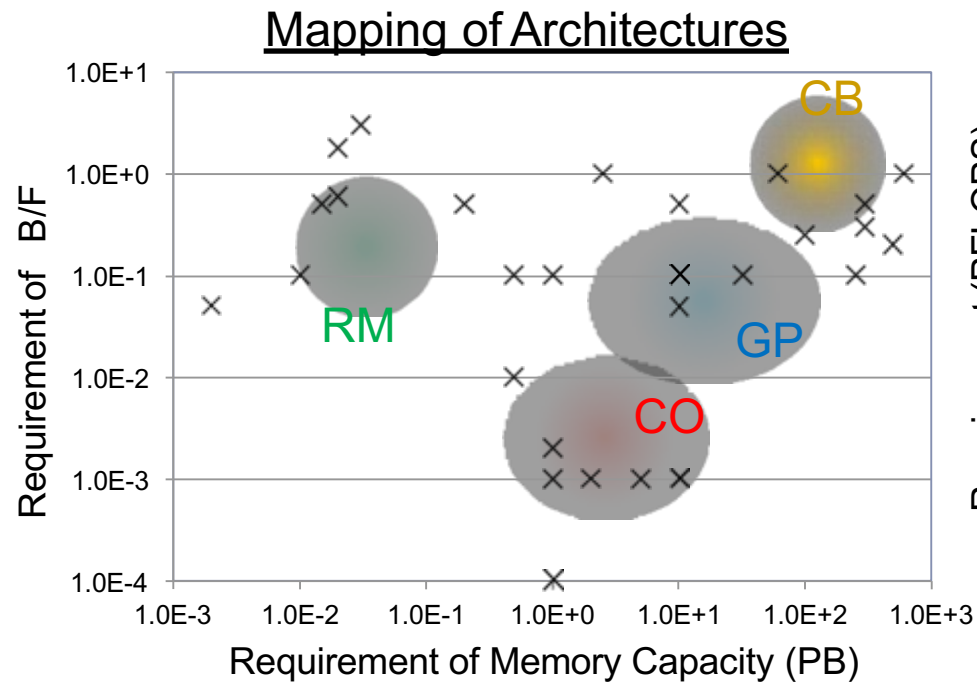 Mapping of Architectures
Requirement of B/F
1.0E+1
1.0E+0
1.0E-1
1.0E-2
1.0E-3
1.0E-4
CB
RM
GP
CO
1.0E-3 1.0E-2 1.0E-1 1.0E+0 1.0E+1 1.0E+2 1.0E+3
Requirement of Memory Capacity (PB)